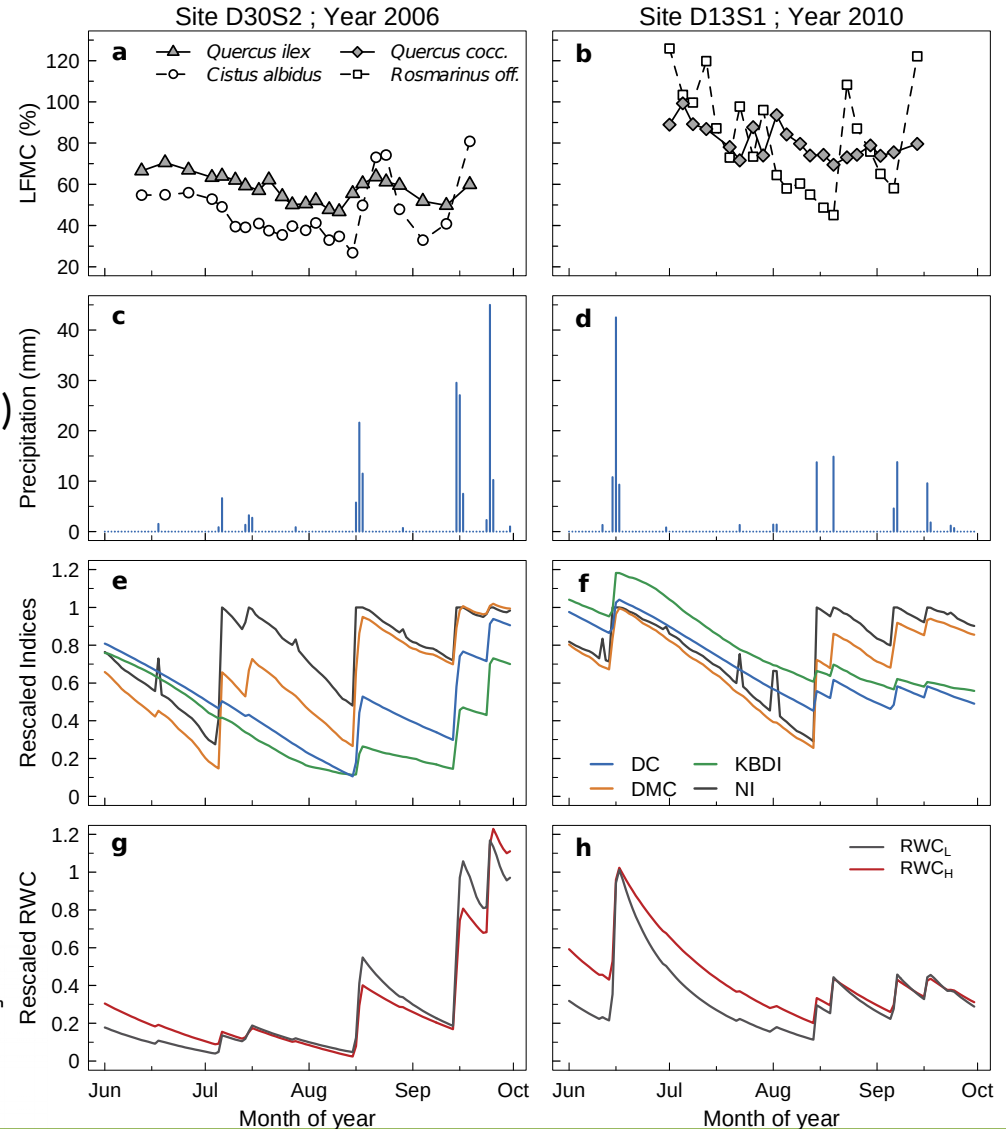 Site D30S2 ; Year 2006
Site D13S1 ; Year 2010
a
Quercus ilex
Quercus cocc.
Cistus albidus
Rosmarinus off.
b
LFMC (%)
120
100
80
60
40
20
c
d
)
Precipitation (mm)
40
30
20
10
0
e
f
Rescaled Indices
1.2
1
0.8
0.6
0.4
0.2
0
DC
KBDI
DMC
NI
g
h
RWCL
RWCH
Rescaled RWC
1.2
1
0.8
0.6
0.4
0.2
0
Jun
Jul
Aug
Sep
Oct
Jun
Jul
Aug
Sep
Oct
Month of year
Month of year